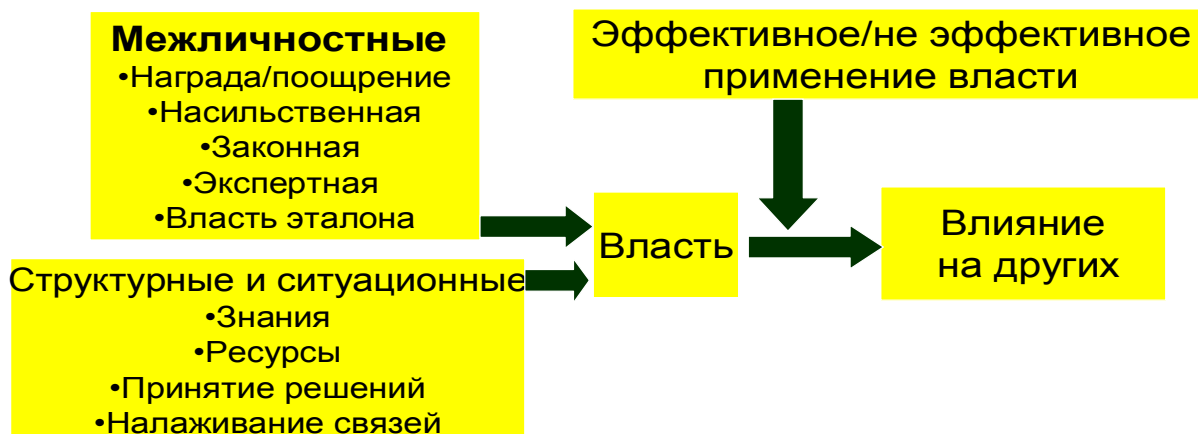 Межличностные
•Награда/поощрение
•Насильственная
•Законная
•Экспертная
•Власть эталона
Эффективное/не эффективное
применение власти
Власть
Влияние
на других
Структурные и ситуационные
•Знания
•Ресурсы
•Принятие решений
•Налаживание связей